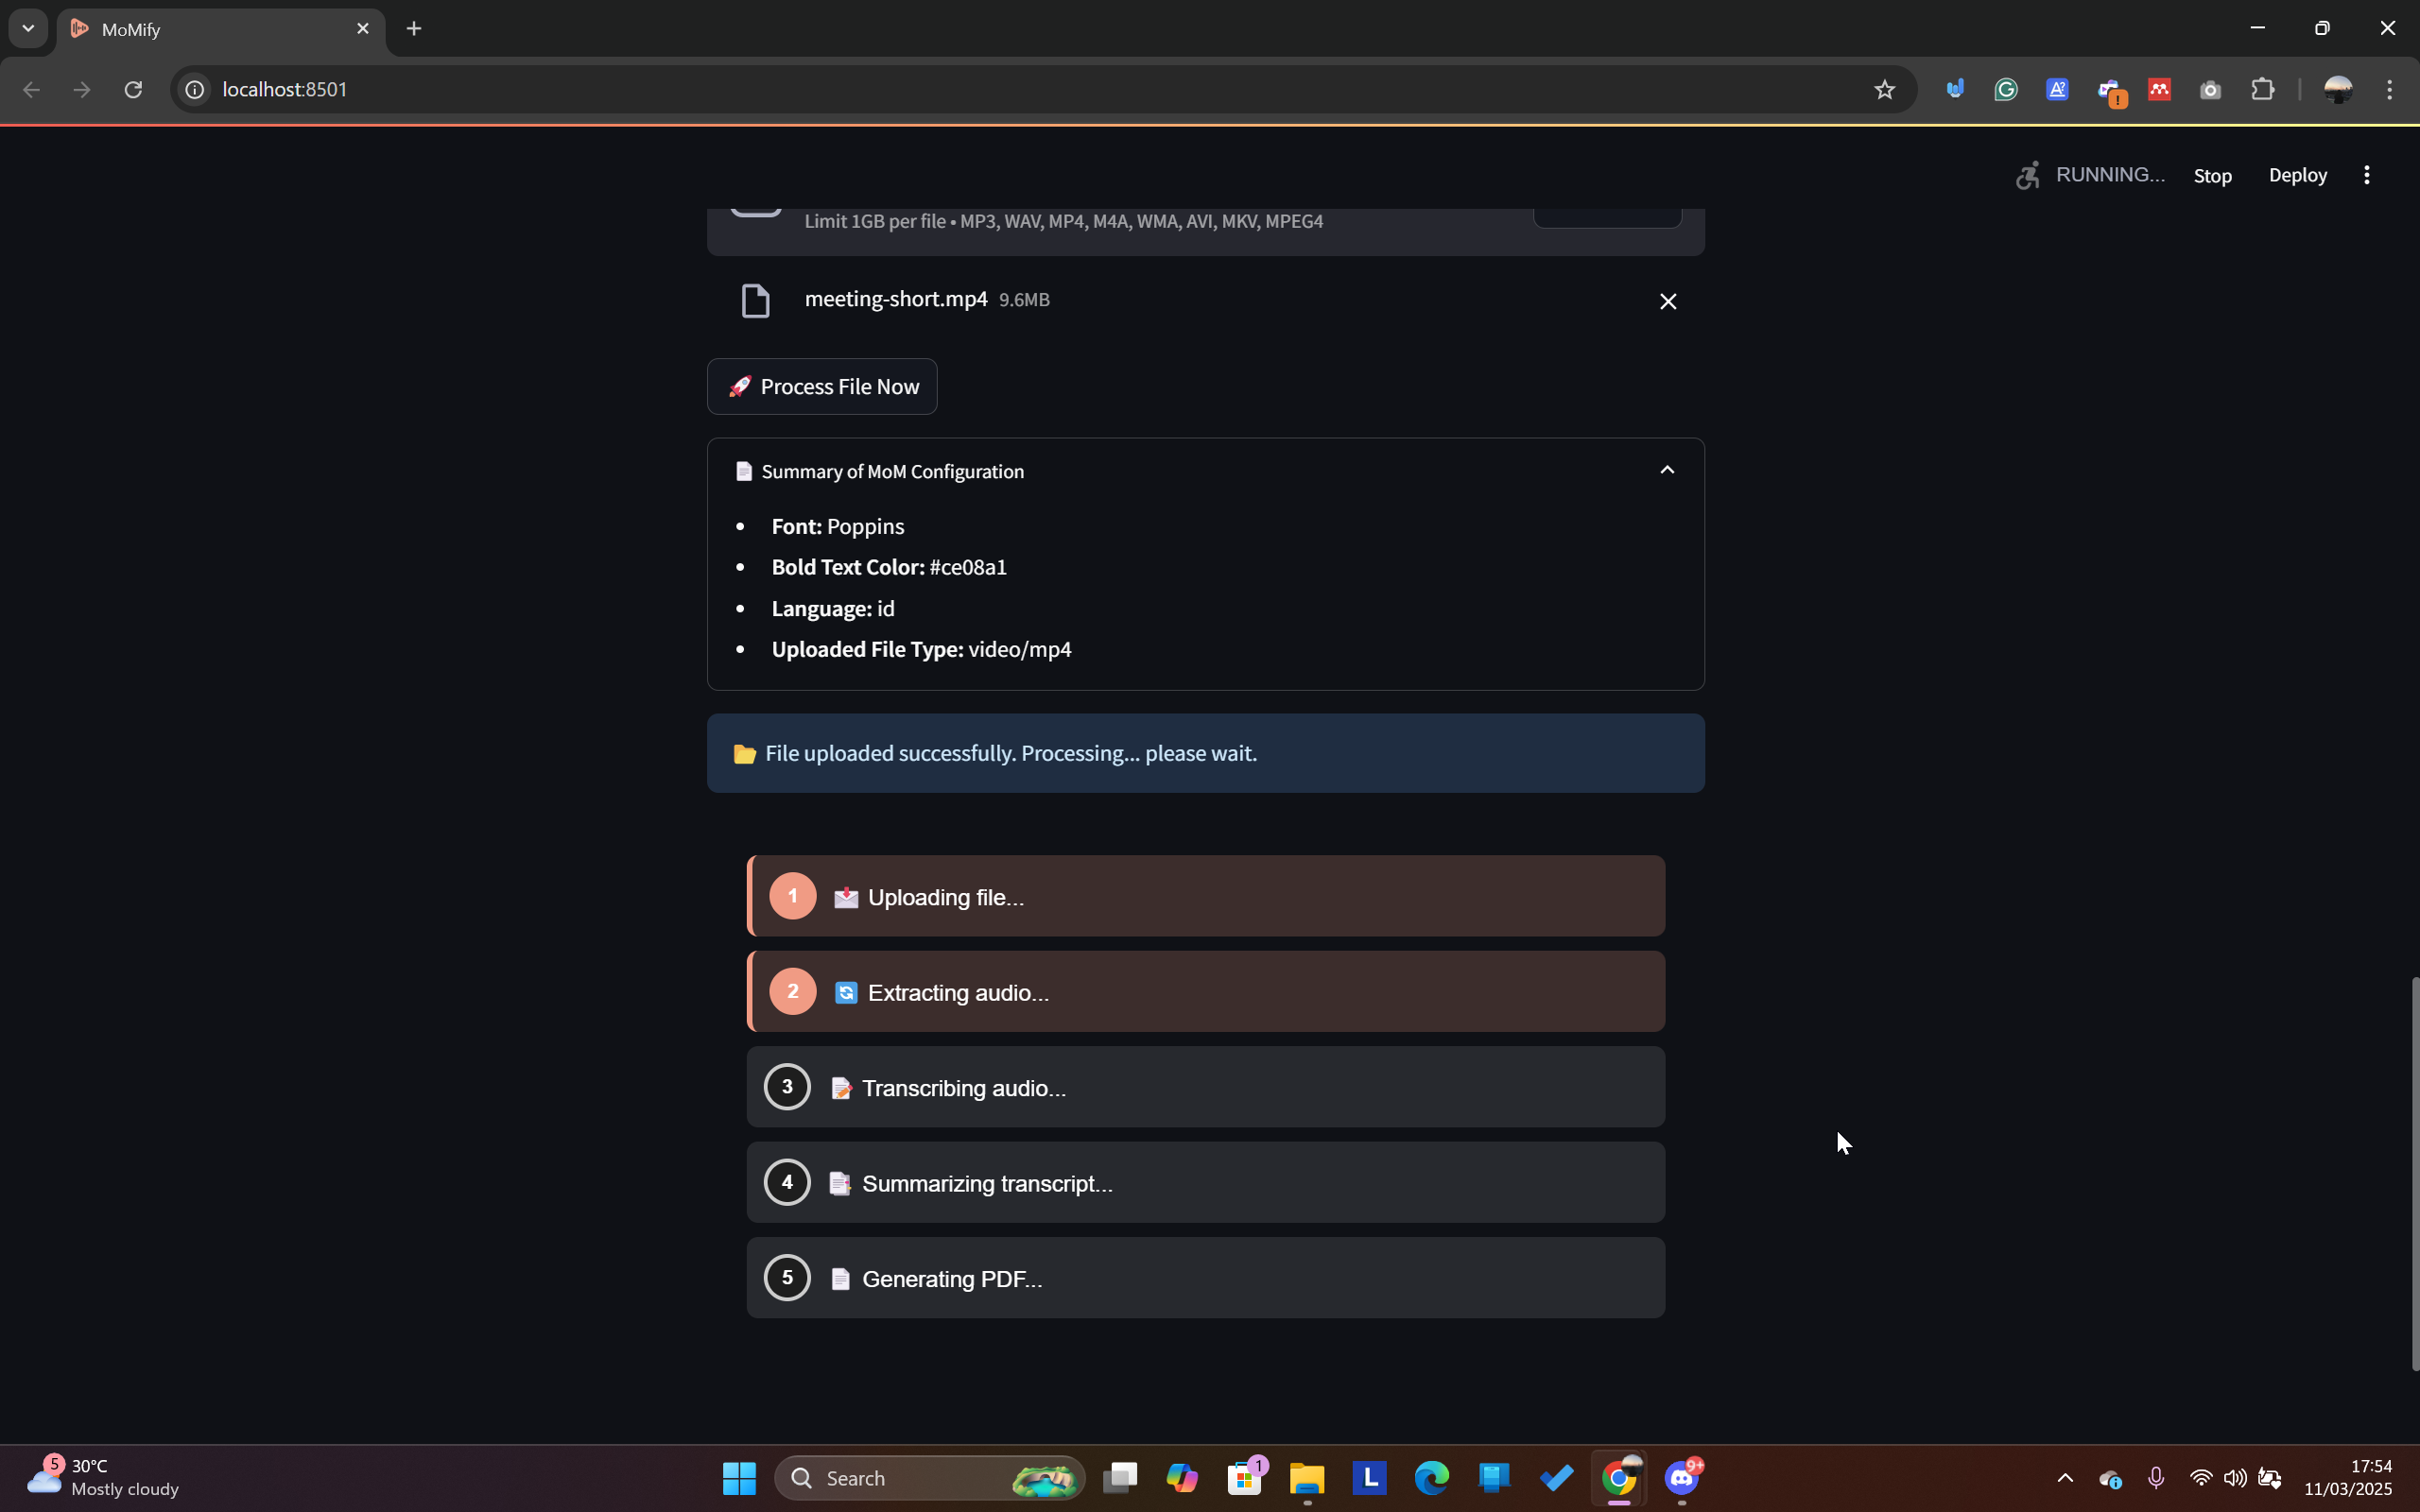 MoMify
localhost:8501
RUNNING... Stop Deploy
Limit 1GB per file • MP3, WAV, MP4, M4A, WMA, AVI, MKV, MPEG4
meeting-short.mp4 9.6MB
🚀 Process File Now
📄 Summary of MoM Configuration
• Font: Poppins
• Bold Text Color: #ce08a1
• Language: id
• Uploaded File Type: video/mp4
📂 File uploaded successfully. Processing... please wait.
1 📩 Uploading file...
2 🔄 Extracting audio...
3 📝 Transcribing audio...
4 📑 Summarizing transcript...
5 📄 Generating PDF...
5 30°C
Mostly cloudy
Search
L
1
9+
17:54
11/03/2025